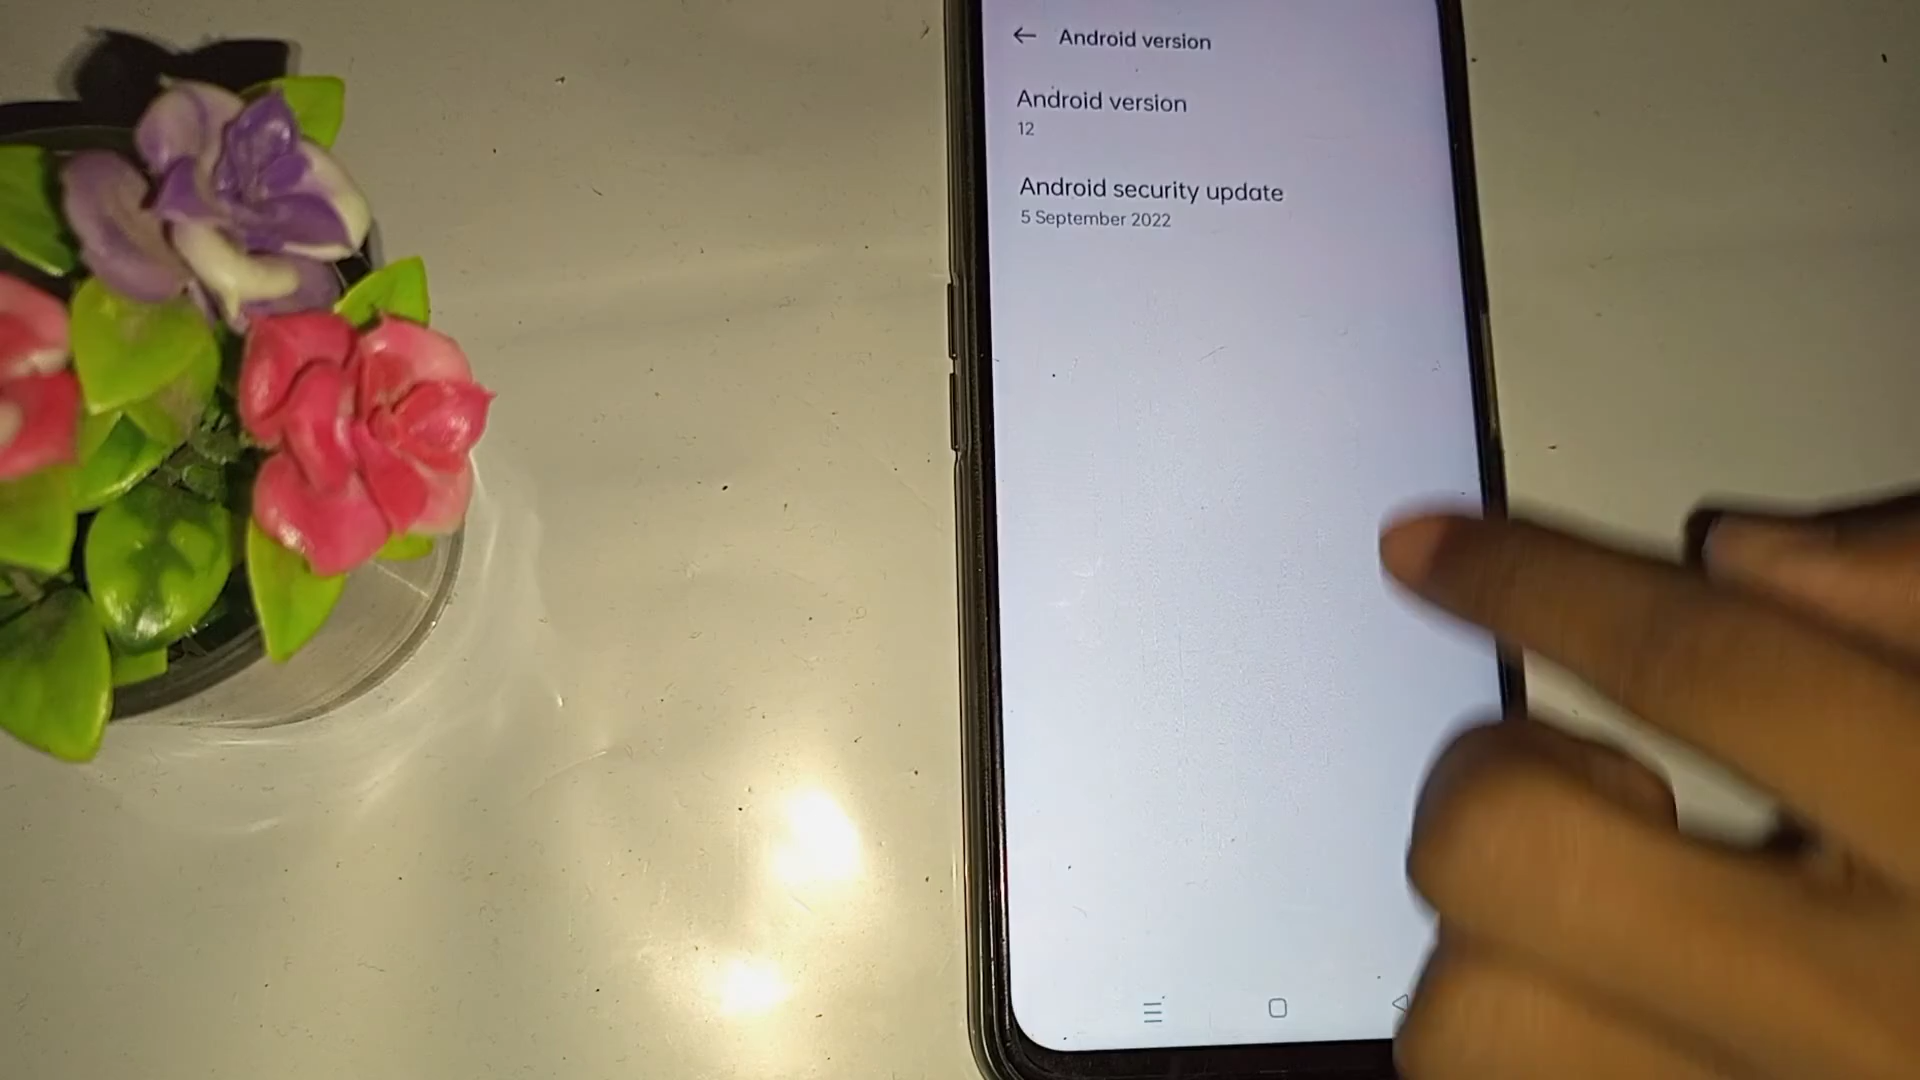 Android version
Android version
12
Android security update
5 September 2022